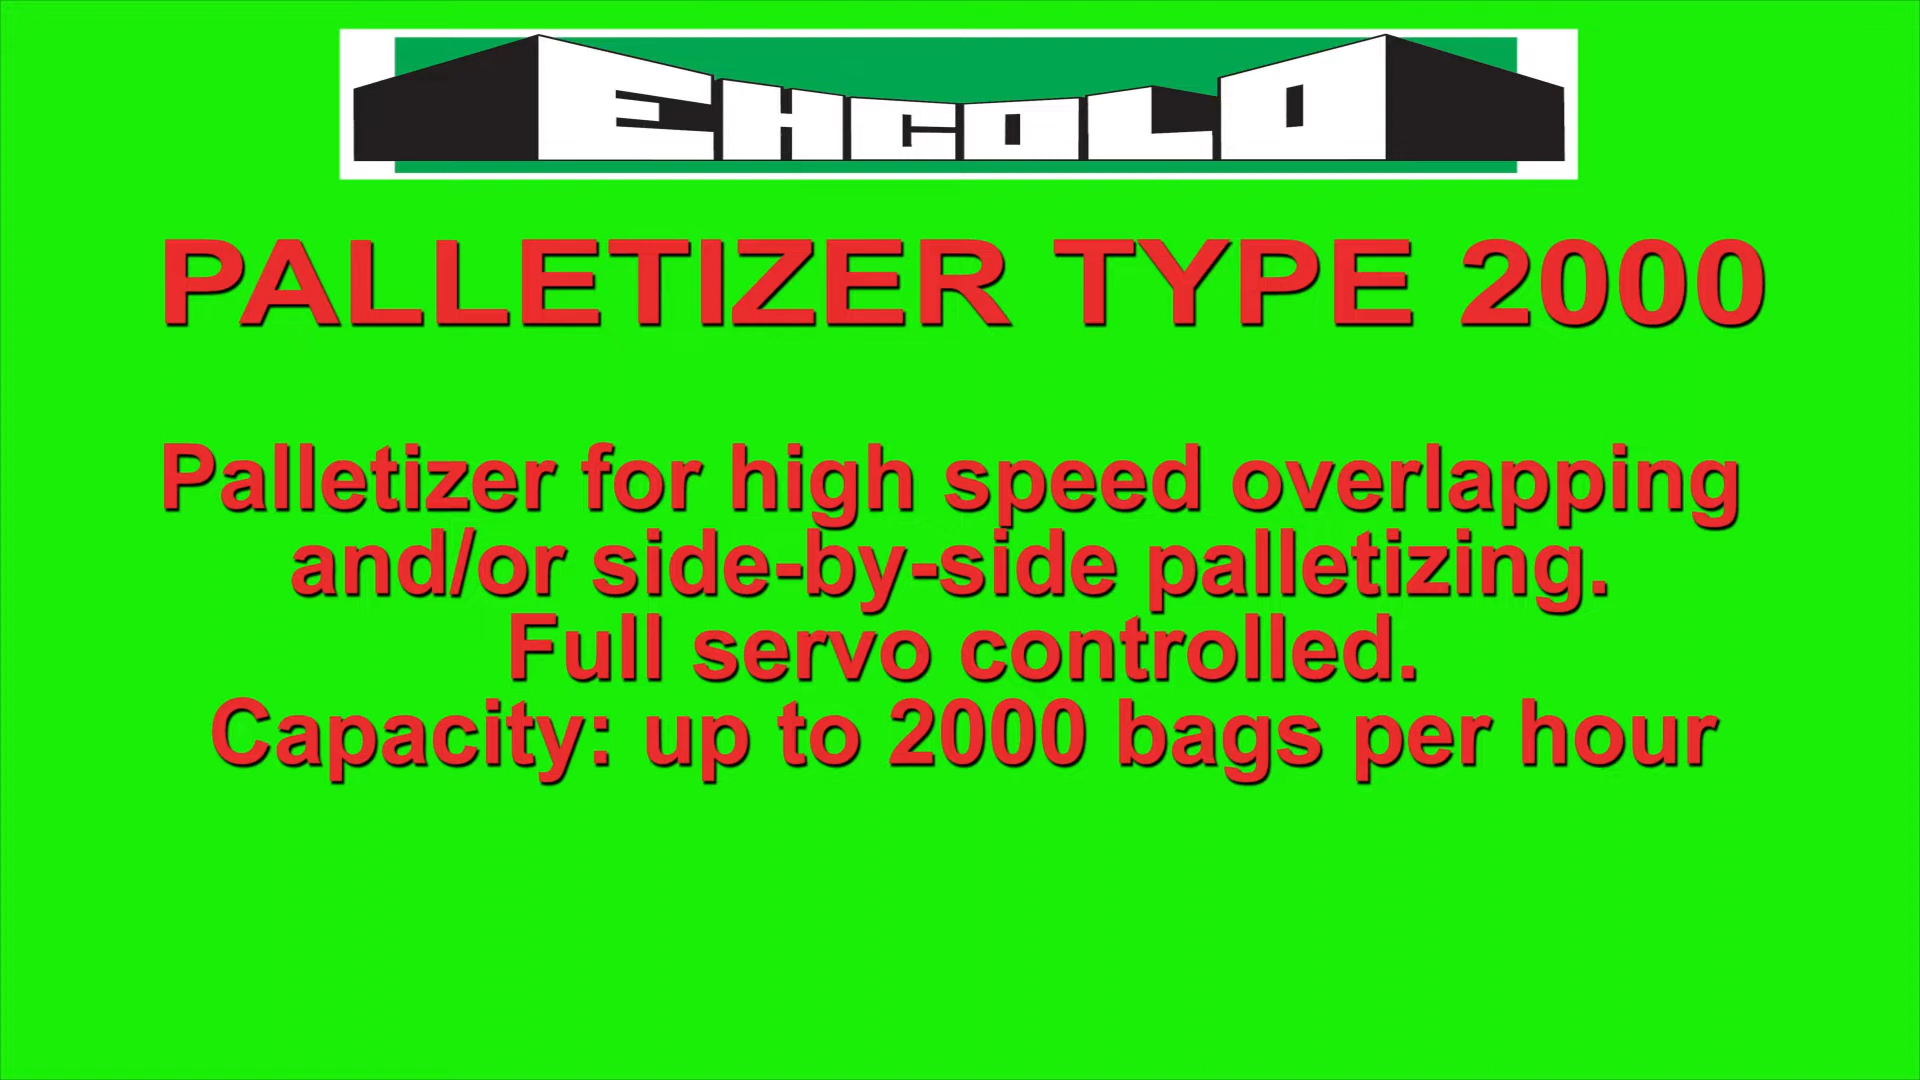 EHCOLO
PALLETIZER TYPE 2000
Palletizer for high speed overlapping
and/or side-by-side palletizing.
Full servo controlled.
Capacity: up to 2000 bags per hour